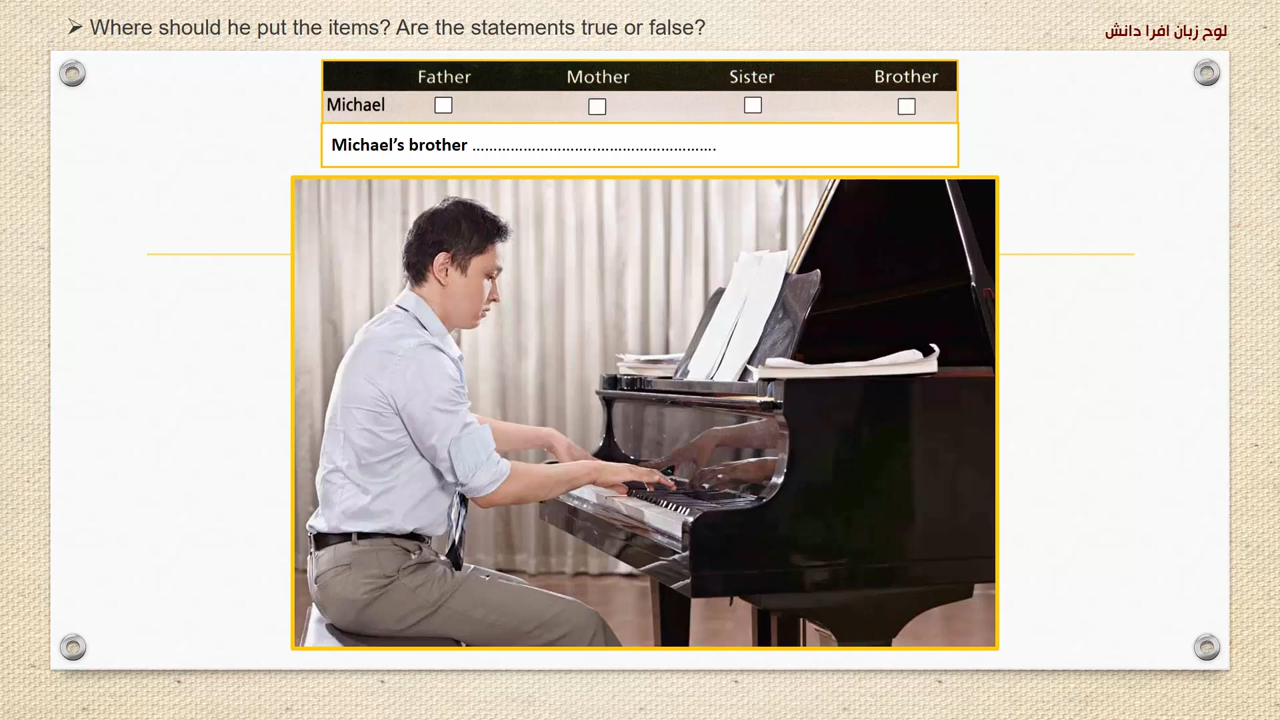 ➢ Where should he put the items? Are the statements true or false?
لوح زبان افرا دانش
Father Mother Sister Brother
Michael ☐ ☐ ☐ ☐
Michael’s brother ……………………………………………….